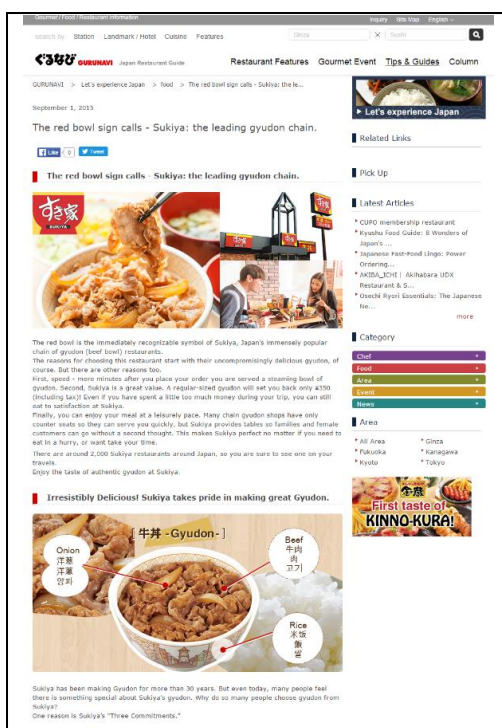 Gourmet / Food / Restaurant Information
Inquiry Site Map English
search by: Station Landmark / Hotel Cuisine Features
Ginza
Sushi
ぐるなび GURUNAVI Japan Restaurant Guide
Restaurant Features Gourmet Event Tips & Guides Column
GURUNAVI > Let's experience Japan > food > The red bowl sign calls - Sukiya: the le...
September 1, 2015
The red bowl sign calls - Sukiya: the leading gyudon chain.
Like 0 Tweet
The red bowl sign calls - Sukiya: the leading gyudon chain.
すき家
SUKIYA
The red bowl is the immediately recognizable symbol of Sukiya, Japan's immensely popular
chain of gyudon (beef bowl) restaurants.
The reasons for choosing this restaurant start with their uncompromisingly delicious gyudon, of
course. But there are other reasons too.
First, speed - mere minutes after you place your order you are served a steaming bowl of
gyudon. Second, Sukiya is a great value. A regular-sized gyudon will set you back only ¥350
(including tax)! Even if you have spent a little too much money during your trip, you can still
eat to satisfaction at Sukiya.
Finally, you can enjoy your meal at a leisurely pace. Many chain gyudon shops have only
counter seats so they can serve you quickly, but Sukiya provides tables so families and female
customers can go without a second thought. This makes Sukiya perfect no matter if you need to
eat in a hurry, or want take your time.
There are around 2,000 Sukiya restaurants around Japan, so you are sure to see one on your
travels.
Enjoy the taste of authentic gyudon at Sukiya.
Irresistibly Delicious! Sukiya takes pride in making great Gyudon.
[ 牛丼 -Gyudon- ]
Onion
洋葱
洋蔥
양파
Beef
牛肉
肉
고기
Rice
米饭
飯
쌀
Sukiya has been making Gyudon for more than 30 years. But even today, many people feel
there is something special about Sukiya's gyudon. Why do so many people choose gyudon from
Sukiya?
One reason is Sukiya's "Three Commitments."
Let's experience Japan
Related Links
Pick Up
Latest Articles
CUPO membership restaurant
Kyushu Food Guide: 8 Wonders of
Japan's ...
Japanese Fast-Food Lingo: Power
Ordering...
AKIBA_ICHI | Akihabara UDX
Restaurant & S...
Osechi Ryori Essentials: The Japanese
Ne...
more
Category
Chef
Food
Area
Event
News
Area
All Area
Ginza
Fukuoka
Kanagawa
Kyoto
Tokyo
First taste of
KINNO-KURA!